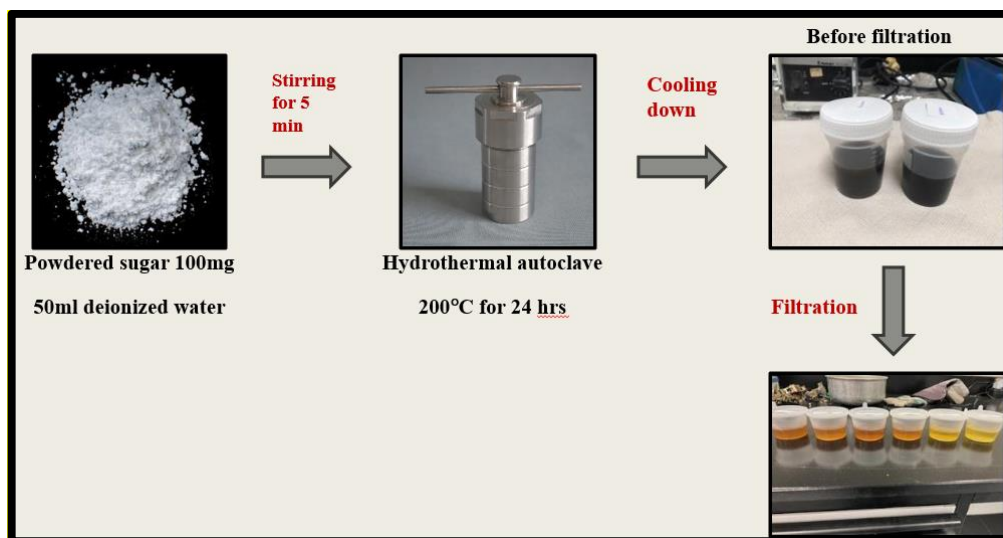 Before filtration
Stirring
for 5
min
Cooling
down
Powdered sugar 100mg
50ml deionized water
Hydrothermal autoclave
200°C for 24 hrs
Filtration